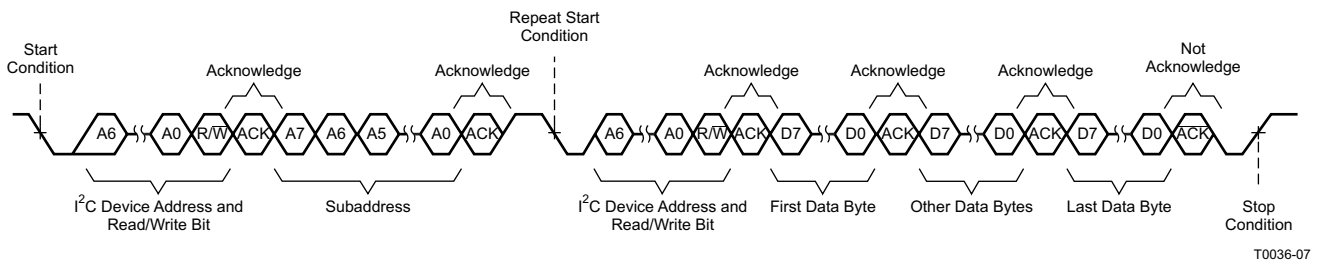 Repeat Start
Condition
Start
Condition
Not
Acknowledge
Acknowledge
Acknowledge
Acknowledge
Acknowledge
Acknowledge
A6 A0 R/W̅ ACK A7 A6 A5 A0 ACK A6 A0 R/W̅ ACK D7 D0 ACK D7 D0 ACK D7 D0 A̅C̅K̅
I²C Device Address and
Read/Write Bit
Subaddress
I²C Device Address and
Read/Write Bit
First Data Byte
Other Data Bytes
Last Data Byte
Stop
Condition
T0036-07